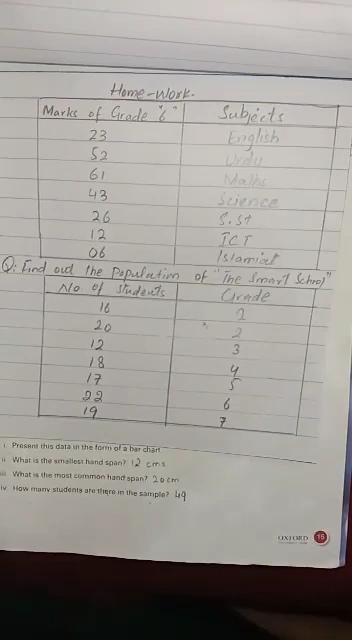 Home-Work.
Marks of Grade "6" Subjects
23 English
52 Urdu
61 Maths
43 Science
26 S.St
12 ICT
06 Islamiat
Q: Find out the Population of "The Smart School"
No of Students Grade
16 1
20 2
12 3
18 4
17 5
22 6
19 7
i. Present this data in the form of a bar chart
ii. What is the smallest hand span? 12 cms
iii. What is the most common hand span? 20 cm
iv. How many students are there in the sample? 49
OXFORD 15